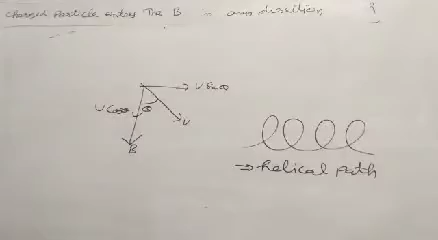 Charged Particle enters The B in any direction
V Sinθ
V Cosθ
θ
V
B
→ helical path